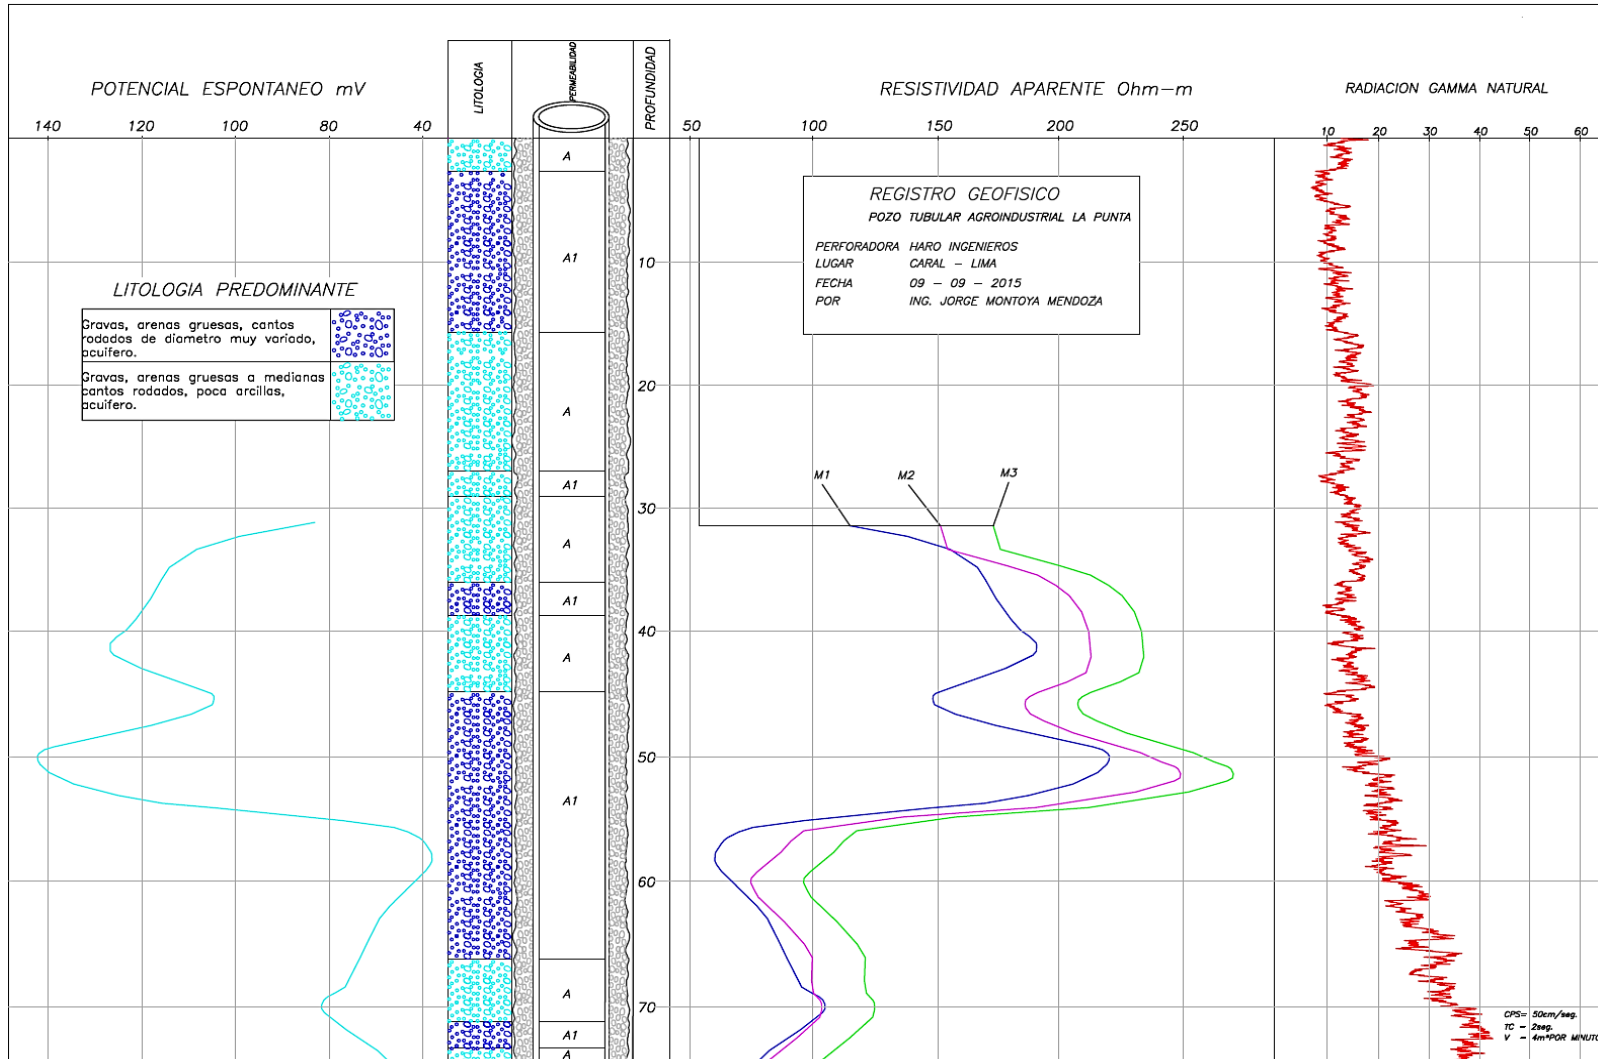 POTENCIAL ESPONTANEO mV
140 120 100 80 60 40
LITOLOGIA
PERMEABILIDAD
PROFUNDIDAD
RESISTIVIDAD APARENTE Ohm-m
50 100 150 200 250
RADIACION GAMMA NATURAL
10 20 30 40 50 60
REGISTRO GEOFISICO
POZO TUBULAR AGROINDUSTRIAL LA PUNTA
PERFORADORA HARO INGENIEROS
LUGAR CARAL - LIMA
FECHA 09 - 09 - 2015
POR ING. JORGE MONTOYA MENDOZA
LITOLOGIA PREDOMINANTE
Gravas, arenas gruesas, cantos
rodados de diametro muy variado,
acuifero.
Gravas, arenas gruesas a medianas
cantos rodados, poca arcillas,
acuifero.
A
A1
10
20
A
A1
M1 M2 M3
30
A
A1
40
A
50
A1
60
A
70
A1
A
CPS= 50cm/seg.
TC = 2seg.
V = 4m*POR MINUTO